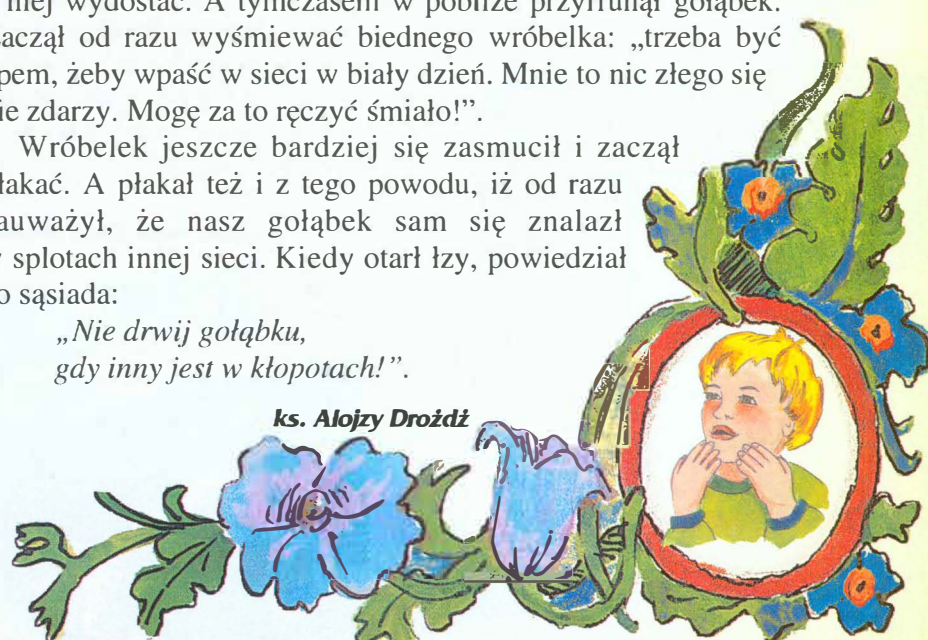 niej wydostać. A tymczasem w pobliże przyfrunął gołąbek.
zaczął od razu wyśmiewać biednego wróbelka: „trzeba być
pem, żeby wpaść w sieci w biały dzień. Mnie to nic złego się
ie zdarzy. Mogę za to ręczyć śmiało!”.
Wróbelek jeszcze bardziej się zasmucił i zaczął
łakać. A płakał też i z tego powodu, iż od razu
auważył, że nasz gołąbek sam się znalazł
splotach innej sieci. Kiedy otarł łzy, powiedział
o sąsiada:
„Nie drwij gołąbku,
gdy inny jest w kłopotach!”.
ks. Alojzy Drożdż